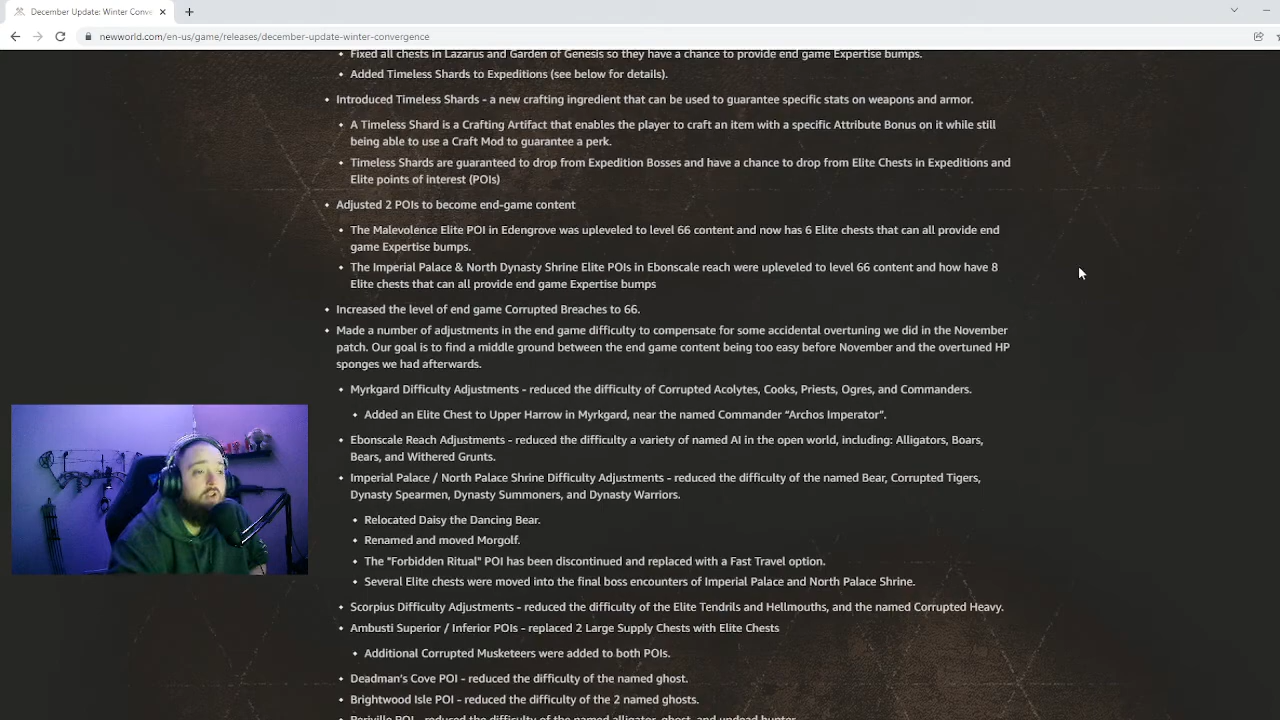 December Update: Winter Conve
newworld.com/en-us/game/releases/december-update-winter-convergence
Fixed all chests in Lazarus and Garden of Genesis so they have a chance to provide end game Expertise bumps.
Added Timeless Shards to Expeditions (see below for details).
Introduced Timeless Shards - a new crafting ingredient that can be used to guarantee specific stats on weapons and armor.
A Timeless Shard is a Crafting Artifact that enables the player to craft an item with a specific Attribute Bonus on it while still
being able to use a Craft Mod to guarantee a perk.
Timeless Shards are guaranteed to drop from Expedition Bosses and have a chance to drop from Elite Chests in Expeditions and
Elite points of interest (POIs)
Adjusted 2 POIs to become end-game content
The Malevolence Elite POI in Edengrove was upleveled to level 66 content and now has 6 Elite chests that can all provide end
game Expertise bumps.
The Imperial Palace & North Dynasty Shrine Elite POIs in Ebonscale reach were upleveled to level 66 content and how have 8
Elite chests that can all provide end game Expertise bumps
Increased the level of end game Corrupted Breaches to 66.
Made a number of adjustments in the end game difficulty to compensate for some accidental overtuning we did in the November
patch. Our goal is to find a middle ground between the end game content being too easy before November and the overtuned HP
sponges we had afterwards.
Myrkgard Difficulty Adjustments - reduced the difficulty of Corrupted Acolytes, Cooks, Priests, Ogres, and Commanders.
Added an Elite Chest to Upper Harrow in Myrkgard, near the named Commander “Archos Imperator”.
Ebonscale Reach Adjustments - reduced the difficulty a variety of named AI in the open world, including: Alligators, Boars,
Bears, and Withered Grunts.
Imperial Palace / North Palace Shrine Difficulty Adjustments - reduced the difficulty of the named Bear, Corrupted Tigers,
Dynasty Spearmen, Dynasty Summoners, and Dynasty Warriors.
Relocated Daisy the Dancing Bear.
Renamed and moved Morgolf.
The "Forbidden Ritual" POI has been discontinued and replaced with a Fast Travel option.
Several Elite chests were moved into the final boss encounters of Imperial Palace and North Palace Shrine.
Scorpius Difficulty Adjustments - reduced the difficulty of the Elite Tendrils and Hellmouths, and the named Corrupted Heavy.
Ambusti Superior / Inferior POIs - replaced 2 Large Supply Chests with Elite Chests
Additional Corrupted Musketeers were added to both POIs.
Deadman's Cove POI - reduced the difficulty of the named ghost.
Brightwood Isle POI - reduced the difficulty of the 2 named ghosts.
POI - reduced the difficulty of the named alligator, ghost, and undead hunter.